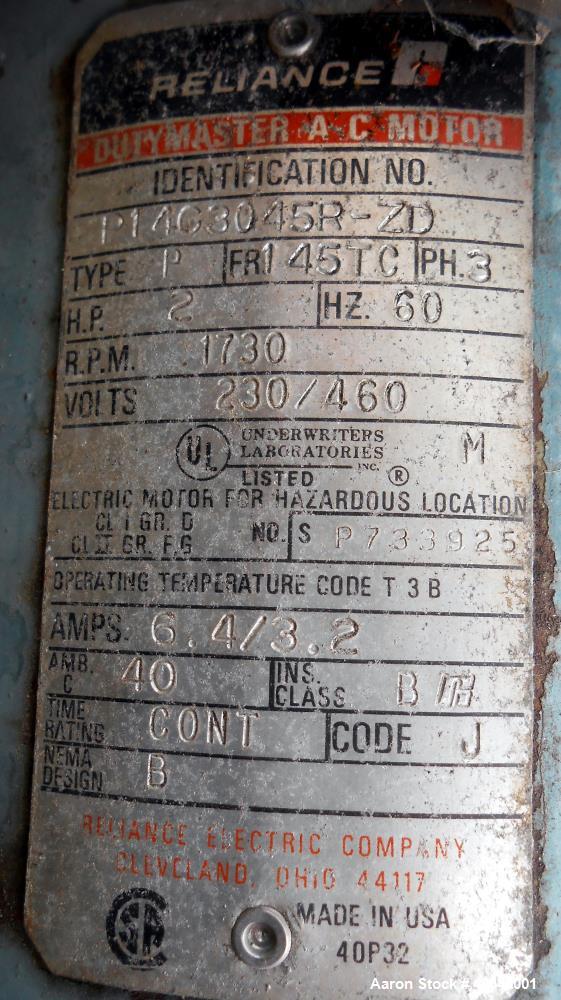 RELIANCE
DUTYMASTER A-C MOTOR
IDENTIFICATION NO.
P14G3045R-ZD
TYPE P FR 145TC PH. 3
H.P. 2 HZ. 60
R.P.M. 1730
VOLTS 230/460
UL UNDERWRITERS LABORATORIES INC. M
LISTED ®
ELECTRIC MOTOR FOR HAZARDOUS LOCATION
CL I GR. D
CL II GR. F,G NO. S P733925
OPERATING TEMPERATURE CODE T 3 B
AMPS. 6.4/3.2
AMB. C 40 INS. CLASS B
TIME RATING CONT CODE J
NEMA DESIGN B
RELIANCE ELECTRIC COMPANY
CLEVELAND, OHIO 44117
MADE IN USA
40P32
Aaron Stock